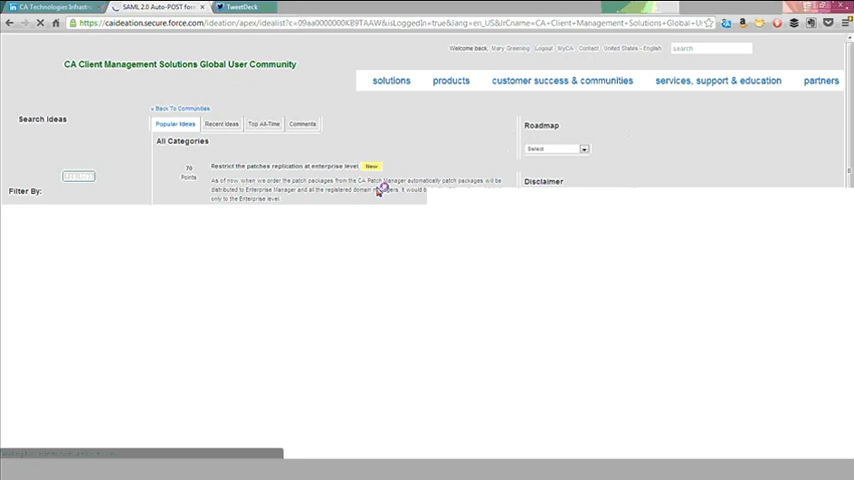 CA Technologies Infrastr
SAML 2.0 Auto-POST for
TweetDeck
https://caideation.secure.force.com/ideation/apex/idealist?c=09aa0000000KB9TAAW&isLoggedIn=true&lang=en_US&lrCname=CA+Client+Management+Solutions+Global+Us
Welcome back, Mary Greening Logout MyCA Contact United States - English search
CA Client Management Solutions Global User Community
solutions products customer success & communities services, support & education partners
« Back To Communities
Search Ideas
Popular Ideas Recent Ideas Top All-Time Comments
Roadmap
All Categories
Select
70
Points
Restrict the patches replication at enterprise level New
As of now, when we order the patch packages from the CA Patch Manager automatically patch packages will be
distributed to Enterprise Manager and all the registered domain managers. It would b
only to the Enterprise level.
Disclaimer
Filter By: